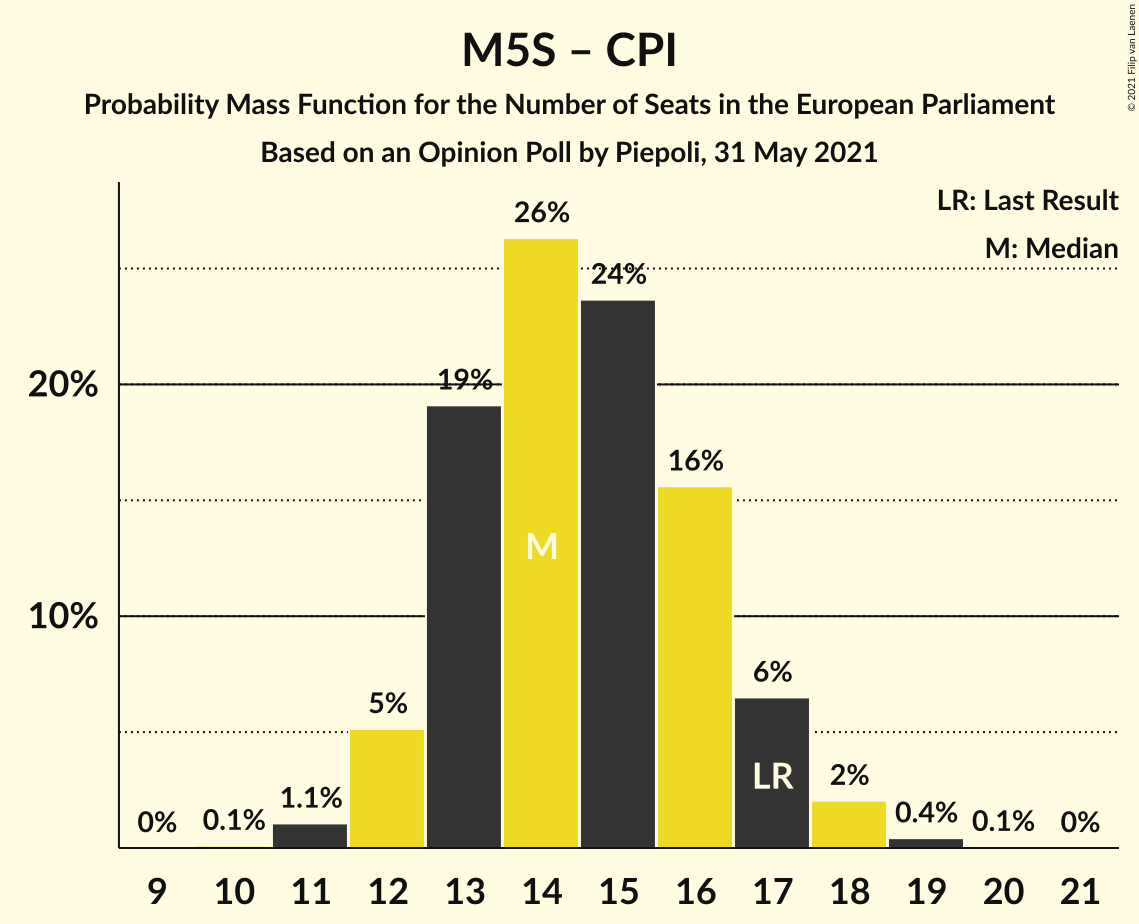 M5S – CPI
Probability Mass Function for the Number of Seats in the European Parliament
Based on an Opinion Poll by Piepoli, 31 May 2021
© 2021 Filip van Laenen
LR: Last Result
M: Median
26%
24%
20%
19%
16%
M
10%
6%
5%
LR
2%
1.1%
0.4%
0%
0.1%
0.1%
0%
9 10 11 12 13 14 15 16 17 18 19 20 21